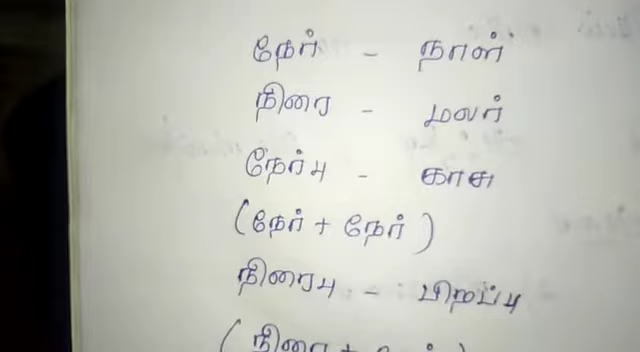 நேர் - நாள்
நிரை - மலர்
நேர்பு - காசு
(நேர் + நேர்)
நிரைபு - பிறப்பு
(நிரை +